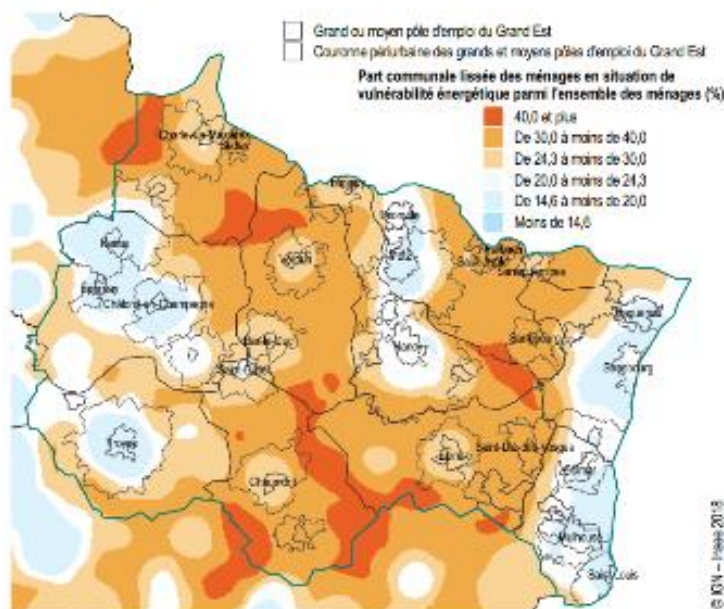 Grand ou moyen pôle d'emploi du Grand Est
Couronne périurbaine des grands et moyens pôles d'emploi du Grand Est
Part communale lissée des ménages en situation de
vulnérabilité énergétique parmi l'ensemble des ménages (%)
40,0 et plus
De 30,0 à moins de 40,0
De 24,3 à moins de 30,0
De 20,0 à moins de 24,3
De 14,6 à moins de 20,0
Moins de 14,6
Charleville-Mézières
Sedan
Thionville
Metz
Reims
Verdun
Épernay
Châlons-en-Champagne
Haguenau
Bar-le-Duc
Nancy
Sarrebourg
Saint-Dizier
Strasbourg
Troyes
Épinal
Saint-Dié-des-Vosges
Colmar
Chaumont
Mulhouse
Saint-Louis
© IGN – Insee 2018